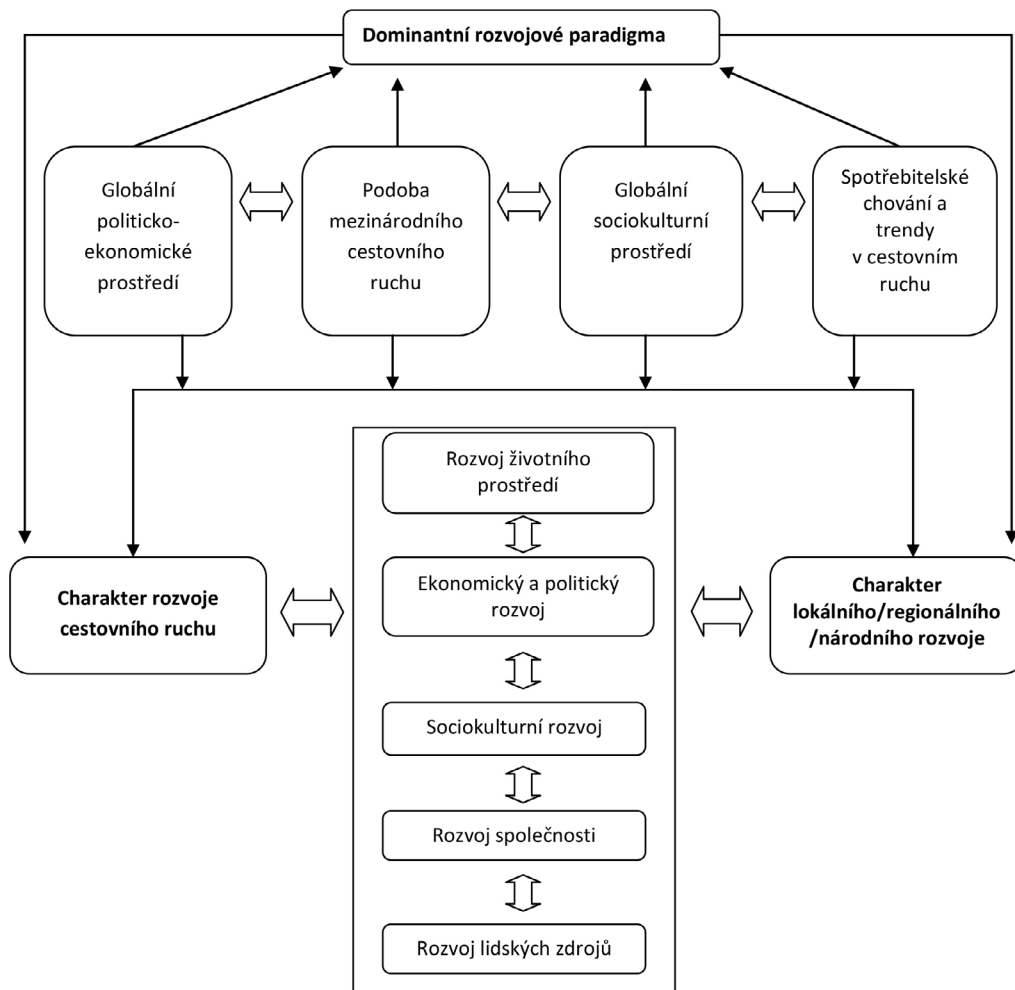 Dominantní rozvojové paradigma
Globální
politicko-
ekonomické
prostředí
Podoba
mezinárodního
cestovního
ruchu
Globální
sociokulturní
prostředí
Spotřebitelské
chování a
trendy
v cestovním
ruchu
Rozvoj životního
prostředí
Charakter rozvoje
cestovního ruchu
Ekonomický a politický
rozvoj
Charakter
lokálního/regionálního
/národního rozvoje
Sociokulturní rozvoj
Rozvoj společnosti
Rozvoj lidských zdrojů